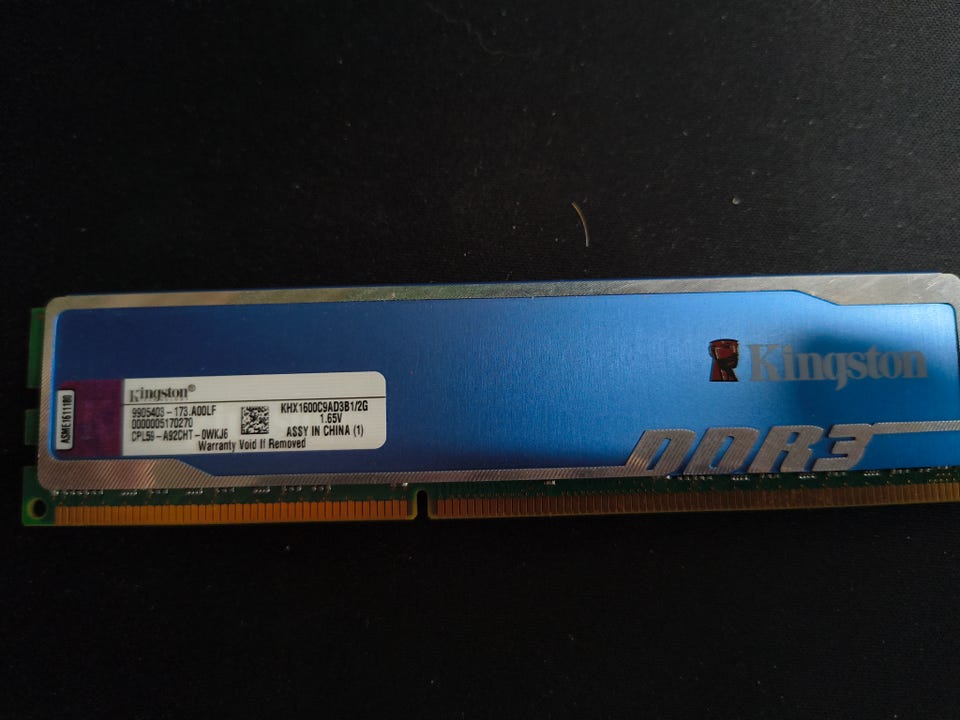 Kingston
DDR3
ASME1611180
Kingston®
9905403-173.A00LF
0000005170270
CPL59-A92CHT-0WKJ6
KHX1600C9AD3B1/2G
1.65V
ASSY IN CHINA (1)
Warranty Void If Removed